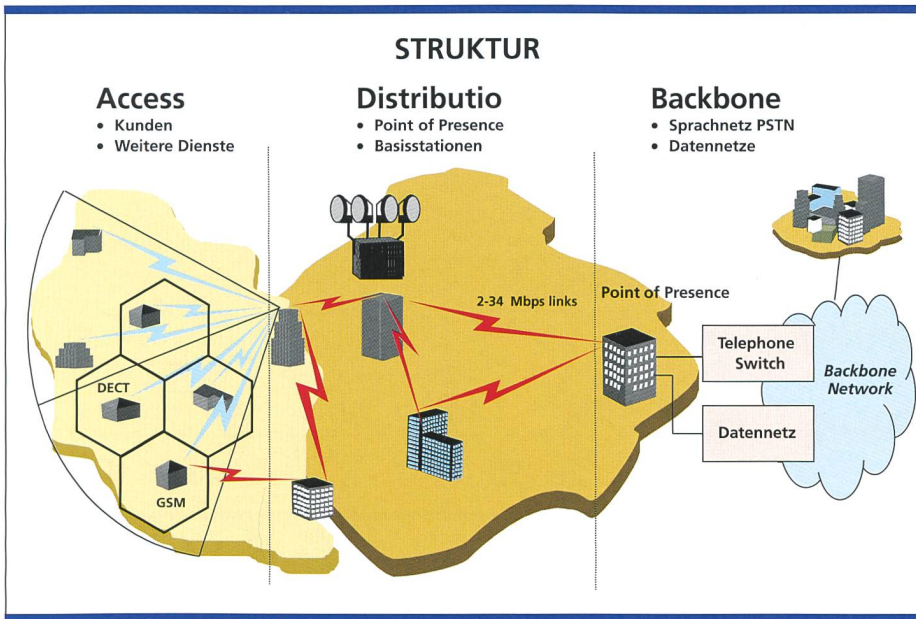 STRUKTUR
Access
• Kunden
• Weitere Dienste
Distributio
• Point of Presence
• Basisstationen
Backbone
• Sprachnetz PSTN
• Datennetze
2-34 Mbps links
Point of Presence
Telephone
Switch
Backbone
Network
Datennetz
DECT
GSM